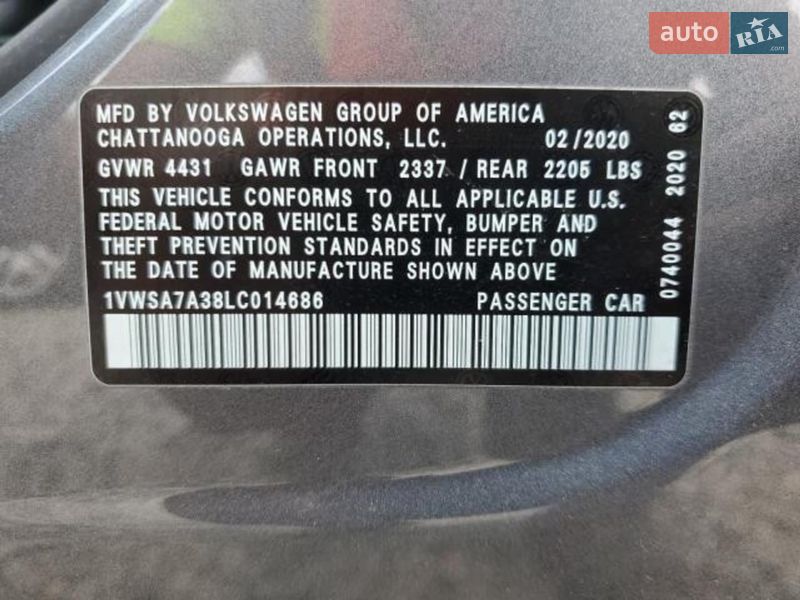 auto RIA .com
MFD BY VOLKSWAGEN GROUP OF AMERICA
CHATTANOOGA OPERATIONS, LLC. 02/2020
GVWR 4431 GAWR FRONT 2337 / REAR 2205 LBS
THIS VEHICLE CONFORMS TO ALL APPLICABLE U.S.
FEDERAL MOTOR VEHICLE SAFETY, BUMPER AND
THEFT PREVENTION STANDARDS IN EFFECT ON
THE DATE OF MANUFACTURE SHOWN ABOVE
1VWSA7A38LC014686 PASSENGER CAR
0740044 2020 62